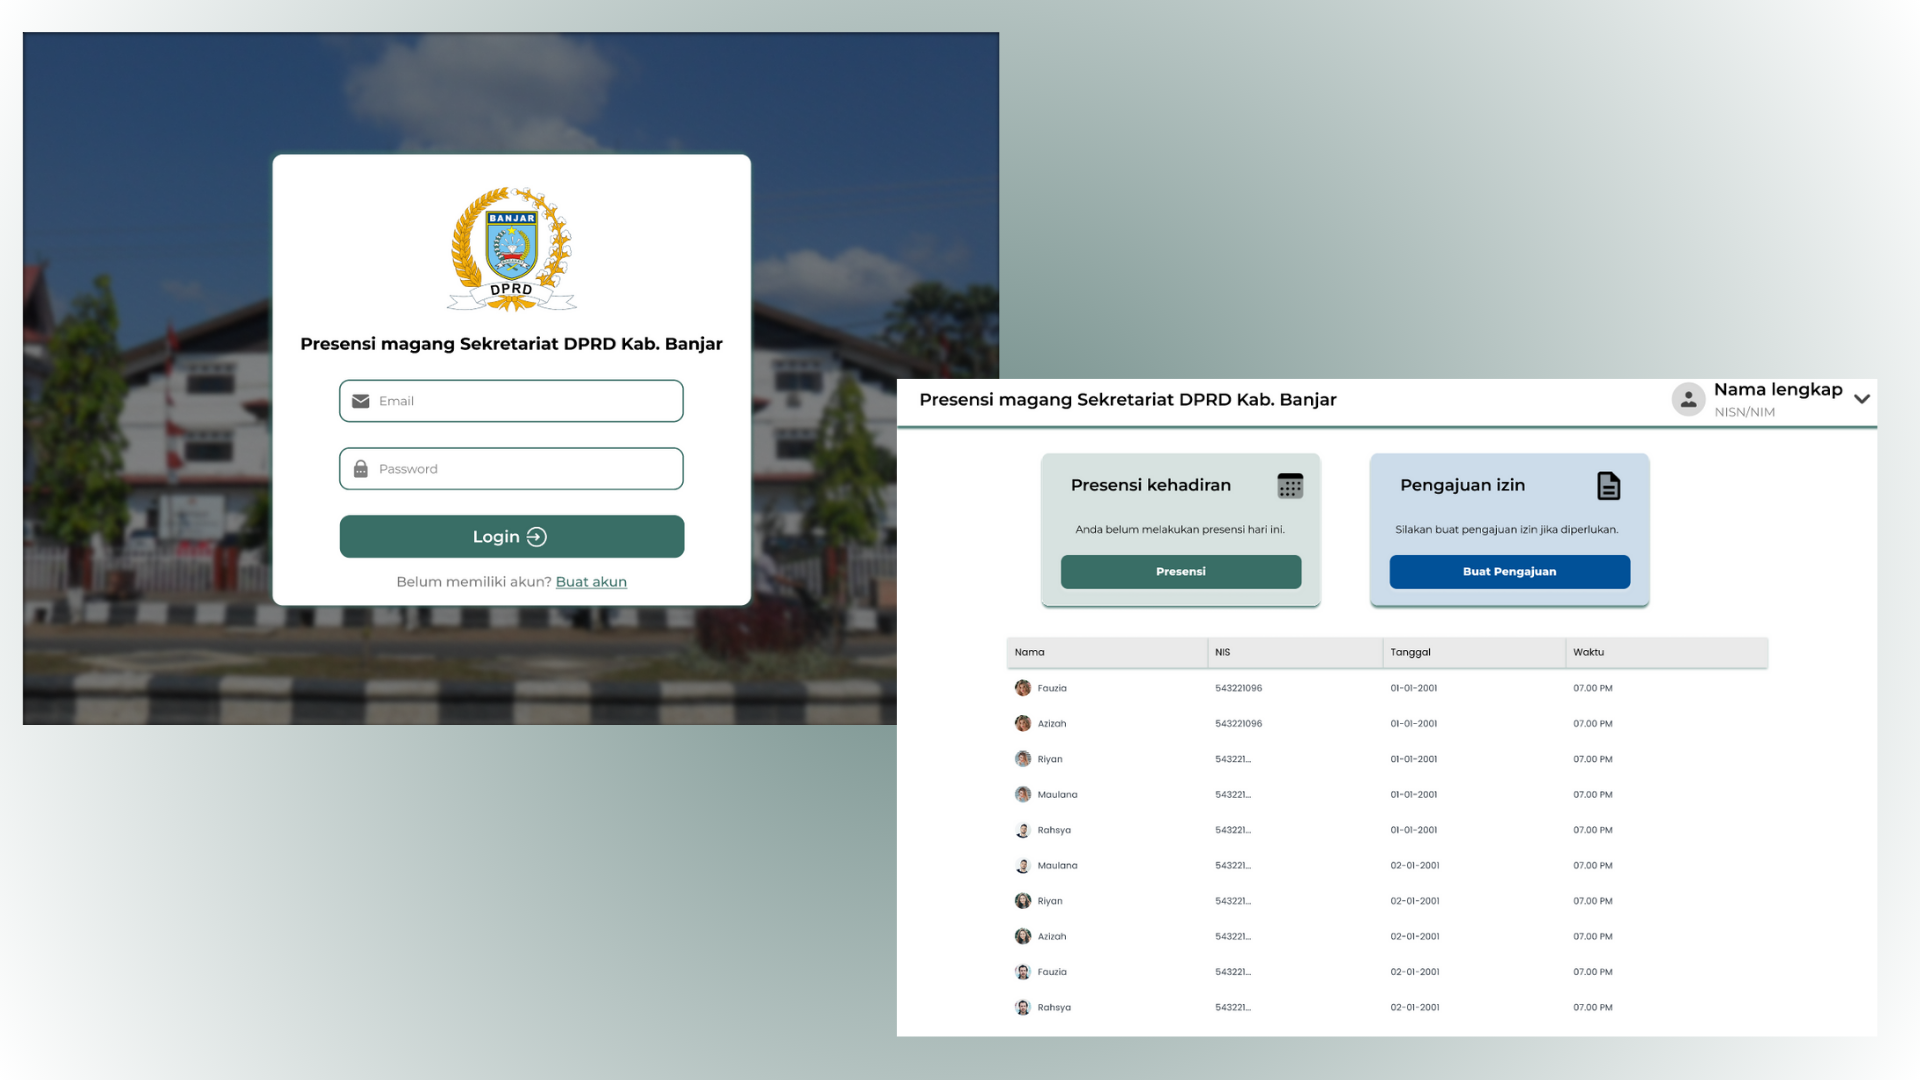 BANJAR
DPRD
Presensi magang Sekretariat DPRD Kab. Banjar
Email
Password
Login
Belum memiliki akun? Buat akun
Presensi magang Sekretariat DPRD Kab. Banjar
Nama lengkap
NISN/NIM
Presensi kehadiran
Anda belum melakukan presensi hari ini.
Presensi
Pengajuan izin
Silakan buat pengajuan izin jika diperlukan.
Buat Pengajuan
Nama NIS Tanggal Waktu
Fauzia 543221096 01-01-2001 07.00 PM
Azizah 543221096 01-01-2001 07.00 PM
Riyan 543221... 01-01-2001 07.00 PM
Maulana 543221... 01-01-2001 07.00 PM
Rahsya 543221... 01-01-2001 07.00 PM
Maulana 543221... 02-01-2001 07.00 PM
Riyan 543221... 02-01-2001 07.00 PM
Azizah 543221... 02-01-2001 07.00 PM
Fauzia 543221... 02-01-2001 07.00 PM
Rahsya 543221... 02-01-2001 07.00 PM